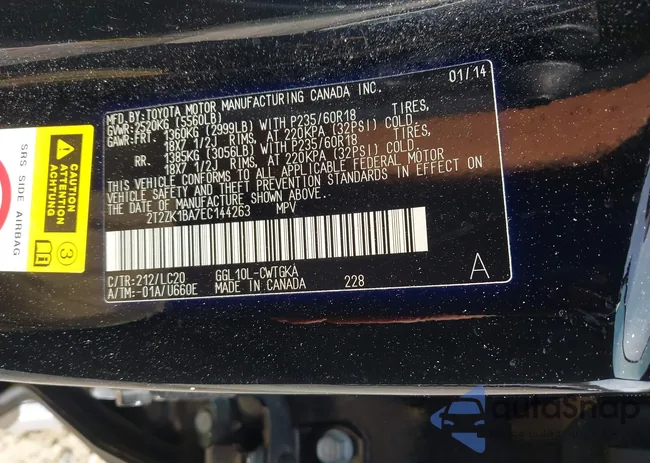 MFD.BY:TOYOTA MOTOR MANUFACTURING CANADA INC. 01/14
GVWR:2520KG (5560LB)
GAWR:FRT. 1360KG (2999LB) WITH P235/60R18 TIRES,
18X7 1/2J RIMS, AT 220KPA (32PSI) COLD.
RR. 1385KG (3056LB) WITH P235/60R18 TIRES,
18X7 1/2J RIMS, AT 220KPA (32PSI) COLD.
THIS VEHICLE CONFORMS TO ALL APPLICABLE FEDERAL MOTOR
VEHICLE SAFETY AND THEFT PREVENTION STANDARDS IN EFFECT ON
THE DATE OF MANUFACTURE SHOWN ABOVE.
2T2ZK1BA7EC144263 MPV
C/TR:212/LC20 GGL10L-CWTGKA
A/TM:-01A/U660E MADE IN CANADA 228
A
SRS SIDE AIRBAG
CAUTION
ATTENTION
ACHTUNG
3
autoSnap